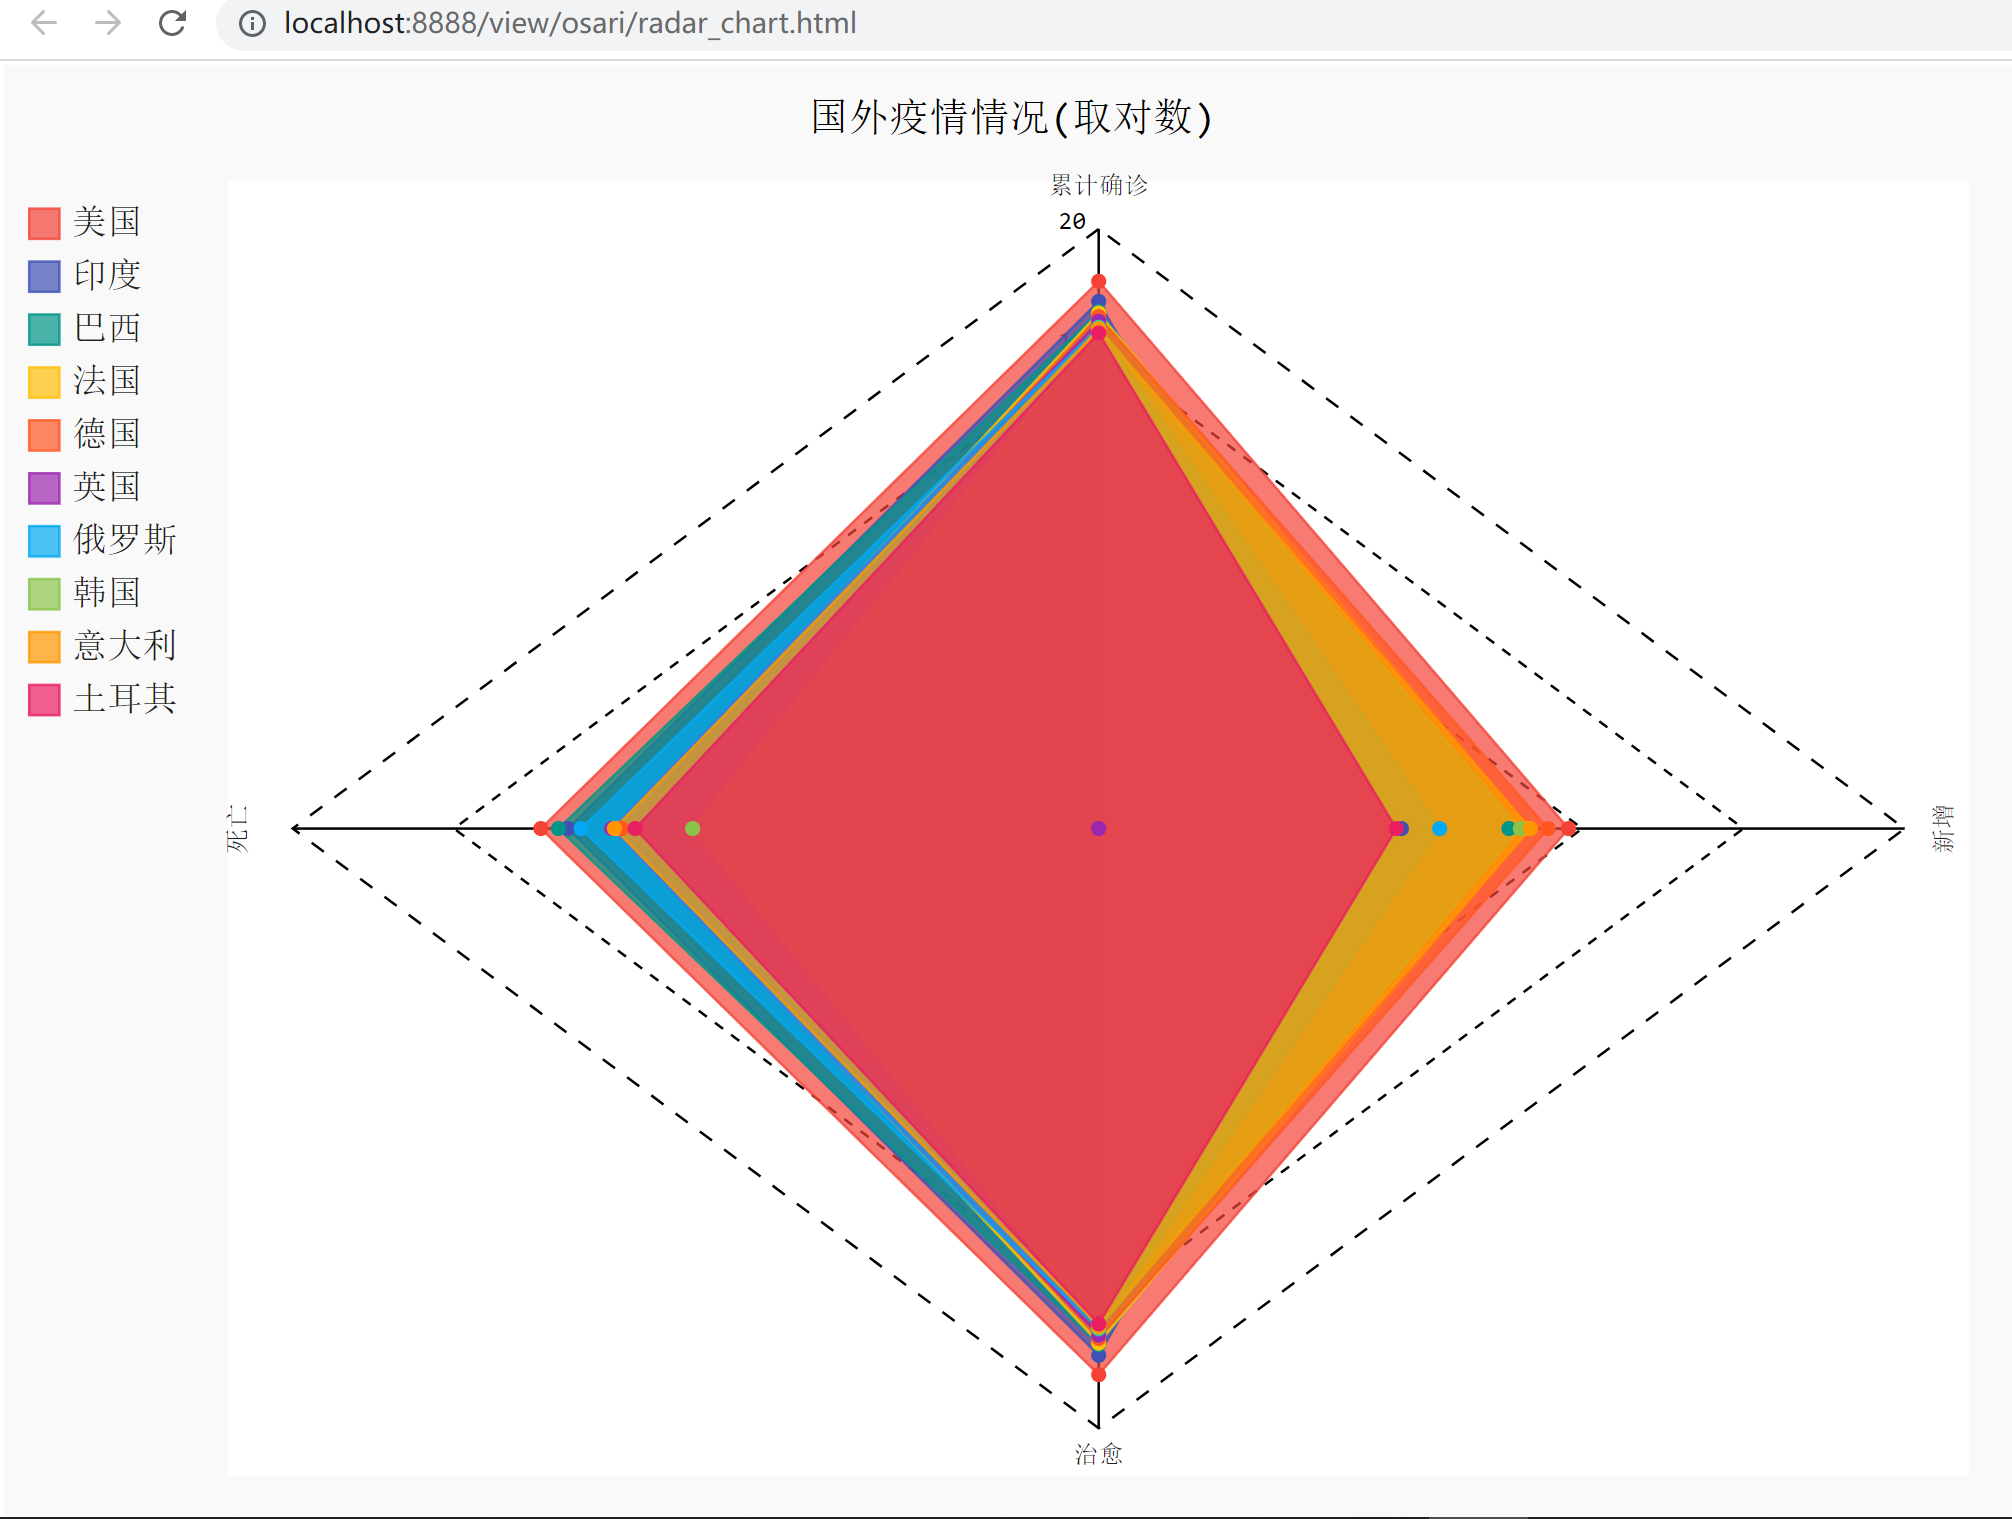 localhost:8888/view/osari/radar_chart.html
国外疫情情况(取对数)
累计确诊
20
美国
印度
巴西
法国
德国
英国
俄罗斯
韩国
意大利
土耳其
死亡
新增
治愈